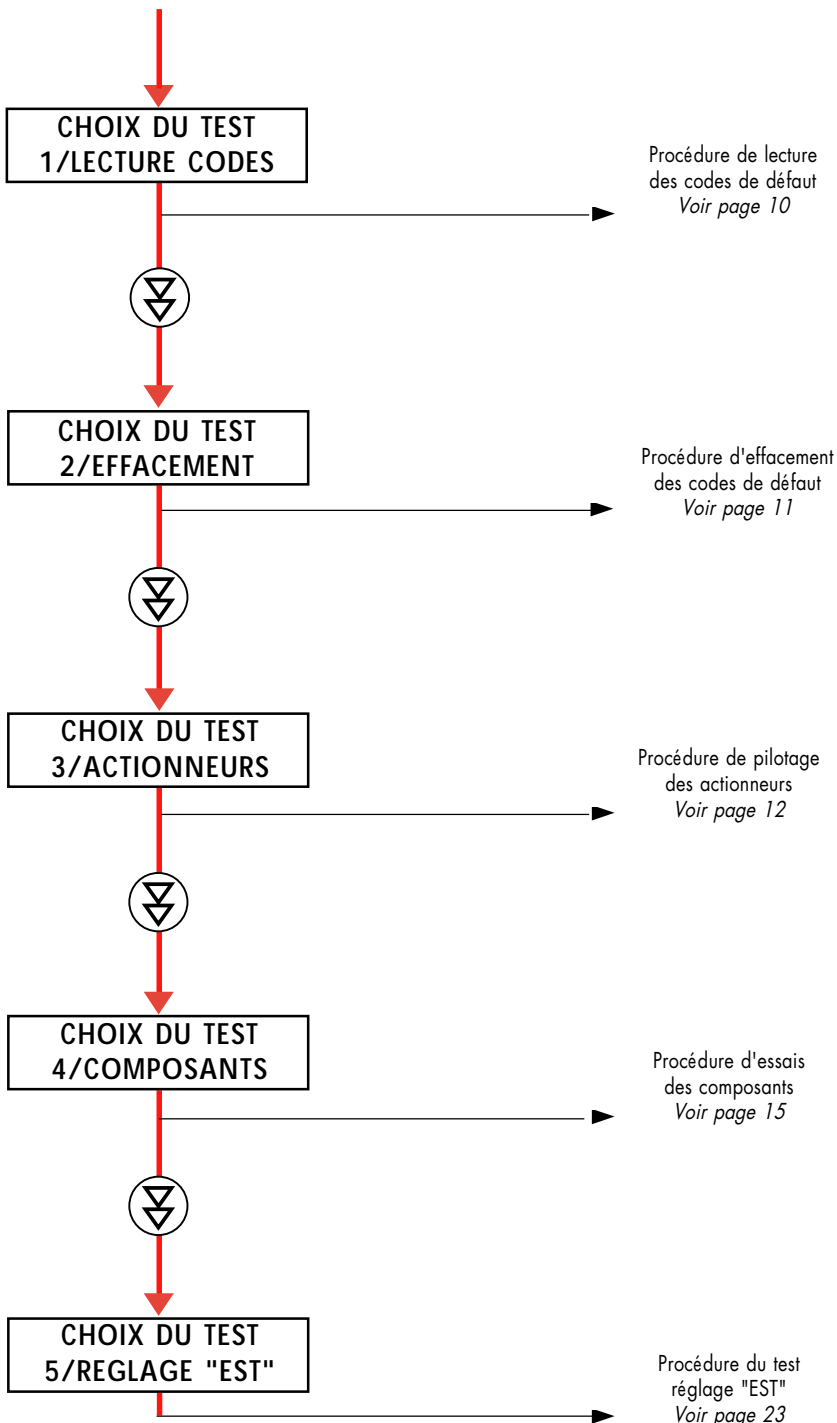 CHOIX DU TEST
1/LECTURE CODES
Procédure de lecture
des codes de défaut
Voir page 10
CHOIX DU TEST
2/EFFACEMENT
Procédure d'effacement
des codes de défaut
Voir page 11
CHOIX DU TEST
3/ACTIONNEURS
Procédure de pilotage
des actionneurs
Voir page 12
CHOIX DU TEST
4/COMPOSANTS
Procédure d'essais
des composants
Voir page 15
CHOIX DU TEST
5/REGLAGE "EST"
Procédure du test
réglage "EST"
Voir page 23